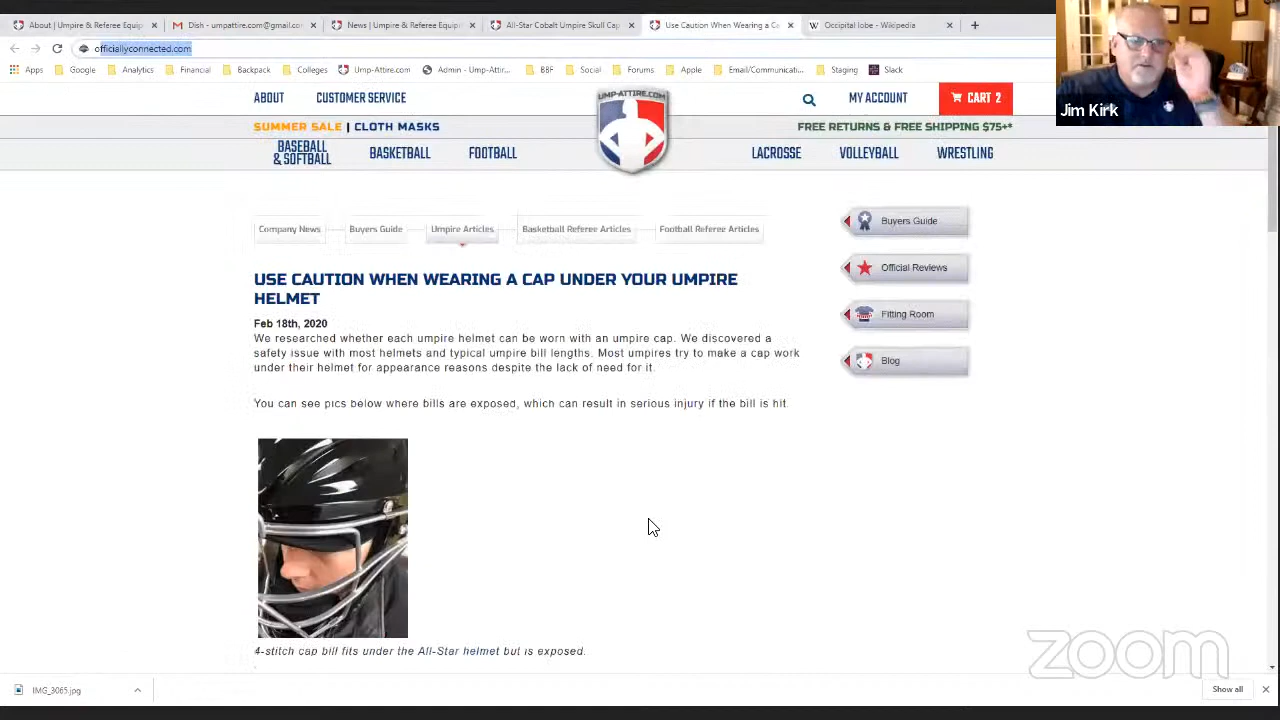 About | Umpire & Referee Equip
Dish - umpattire.com@gmail.co
News | Umpire & Referee Equip
All-Star Cobalt Umpire Skull Cap
Use Caution When Wearing a Ca
Occipital lobe - Wikipedia
officiallyconnected.com
Apps
Google
Analytics
Financial
Backpack
Colleges
Ump-Attire.com
Admin - Ump-Attir...
BBF
Social
Forums
Apple
Email/Communicati...
Staging
Slack
Jim Kirk
ABOUT
CUSTOMER SERVICE
UMP-ATTIRE.COM
MY ACCOUNT
CART 2
SUMMER SALE | CLOTH MASKS
FREE RETURNS & FREE SHIPPING $75+*
BASEBALL
& SOFTBALL
BASKETBALL
FOOTBALL
LACROSSE
VOLLEYBALL
WRESTLING
Company News
Buyers Guide
Umpire Articles
Basketball Referee Articles
Football Referee Articles
Buyers Guide
Official Reviews
Fitting Room
Blog
USE CAUTION WHEN WEARING A CAP UNDER YOUR UMPIRE
HELMET
Feb 18th, 2020
We researched whether each umpire helmet can be worn with an umpire cap. We discovered a
safety issue with most helmets and typical umpire bill lengths. Most umpires try to make a cap work
under their helmet for appearance reasons despite the lack of need for it.
You can see pics below where bills are exposed, which can result in serious injury if the bill is hit.
4-stitch cap bill fits under the All-Star helmet but is exposed.
zoom
IMG_3065.jpg
Show all